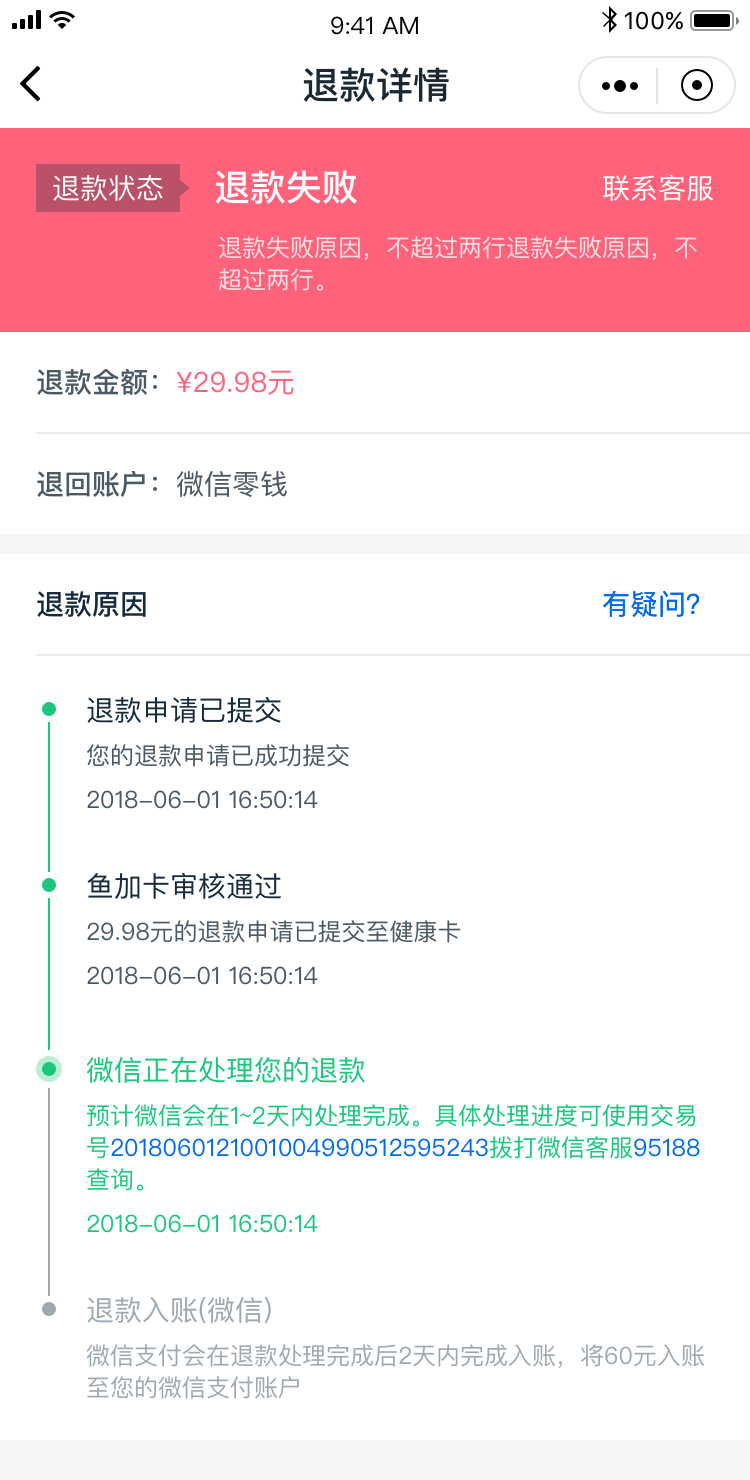 9:41 AM
100%
退款详情
退款状态
退款失败
联系客服
退款失败原因，不超过两行退款失败原因，不
超过两行。
退款金额：¥29.98元
退回账户：微信零钱
退款原因
有疑问?
退款申请已提交
您的退款申请已成功提交
2018-06-01 16:50:14
鱼加卡审核通过
29.98元的退款申请已提交至健康卡
2018-06-01 16:50:14
微信正在处理您的退款
预计微信会在1~2天内处理完成。具体处理进度可使用交易
号2018060121001004990512595243拨打微信客服95188
查询。
2018-06-01 16:50:14
退款入账(微信)
微信支付会在退款处理完成后2天内完成入账，将60元入账
至您的微信支付账户